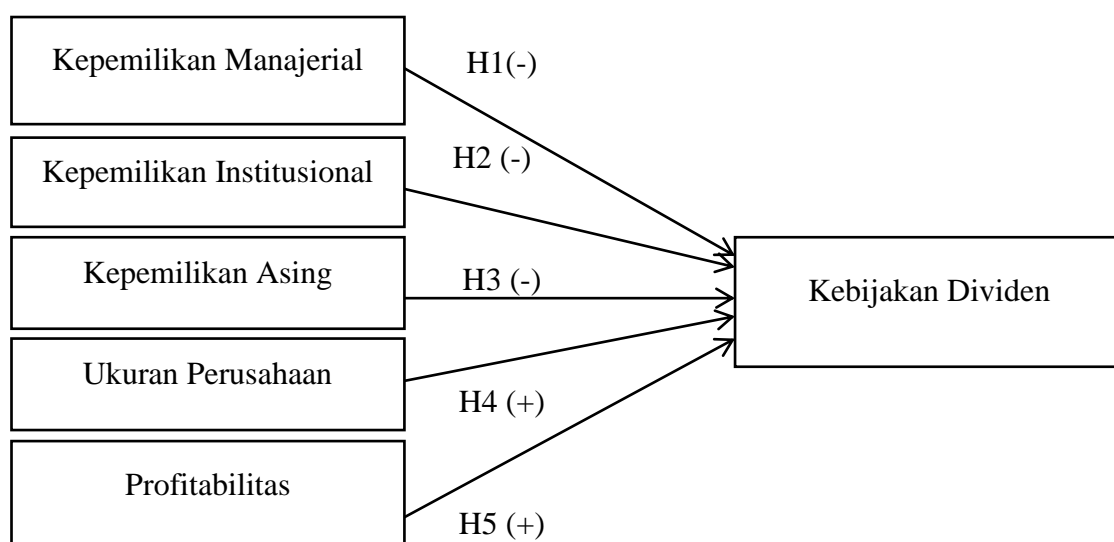 Kepemilikan Manajerial
H1(-)
Kepemilikan Institusional
H2 (-)
Kepemilikan Asing
H3 (-)
Kebijakan Dividen
Ukuran Perusahaan
H4 (+)
Profitabilitas
H5 (+)